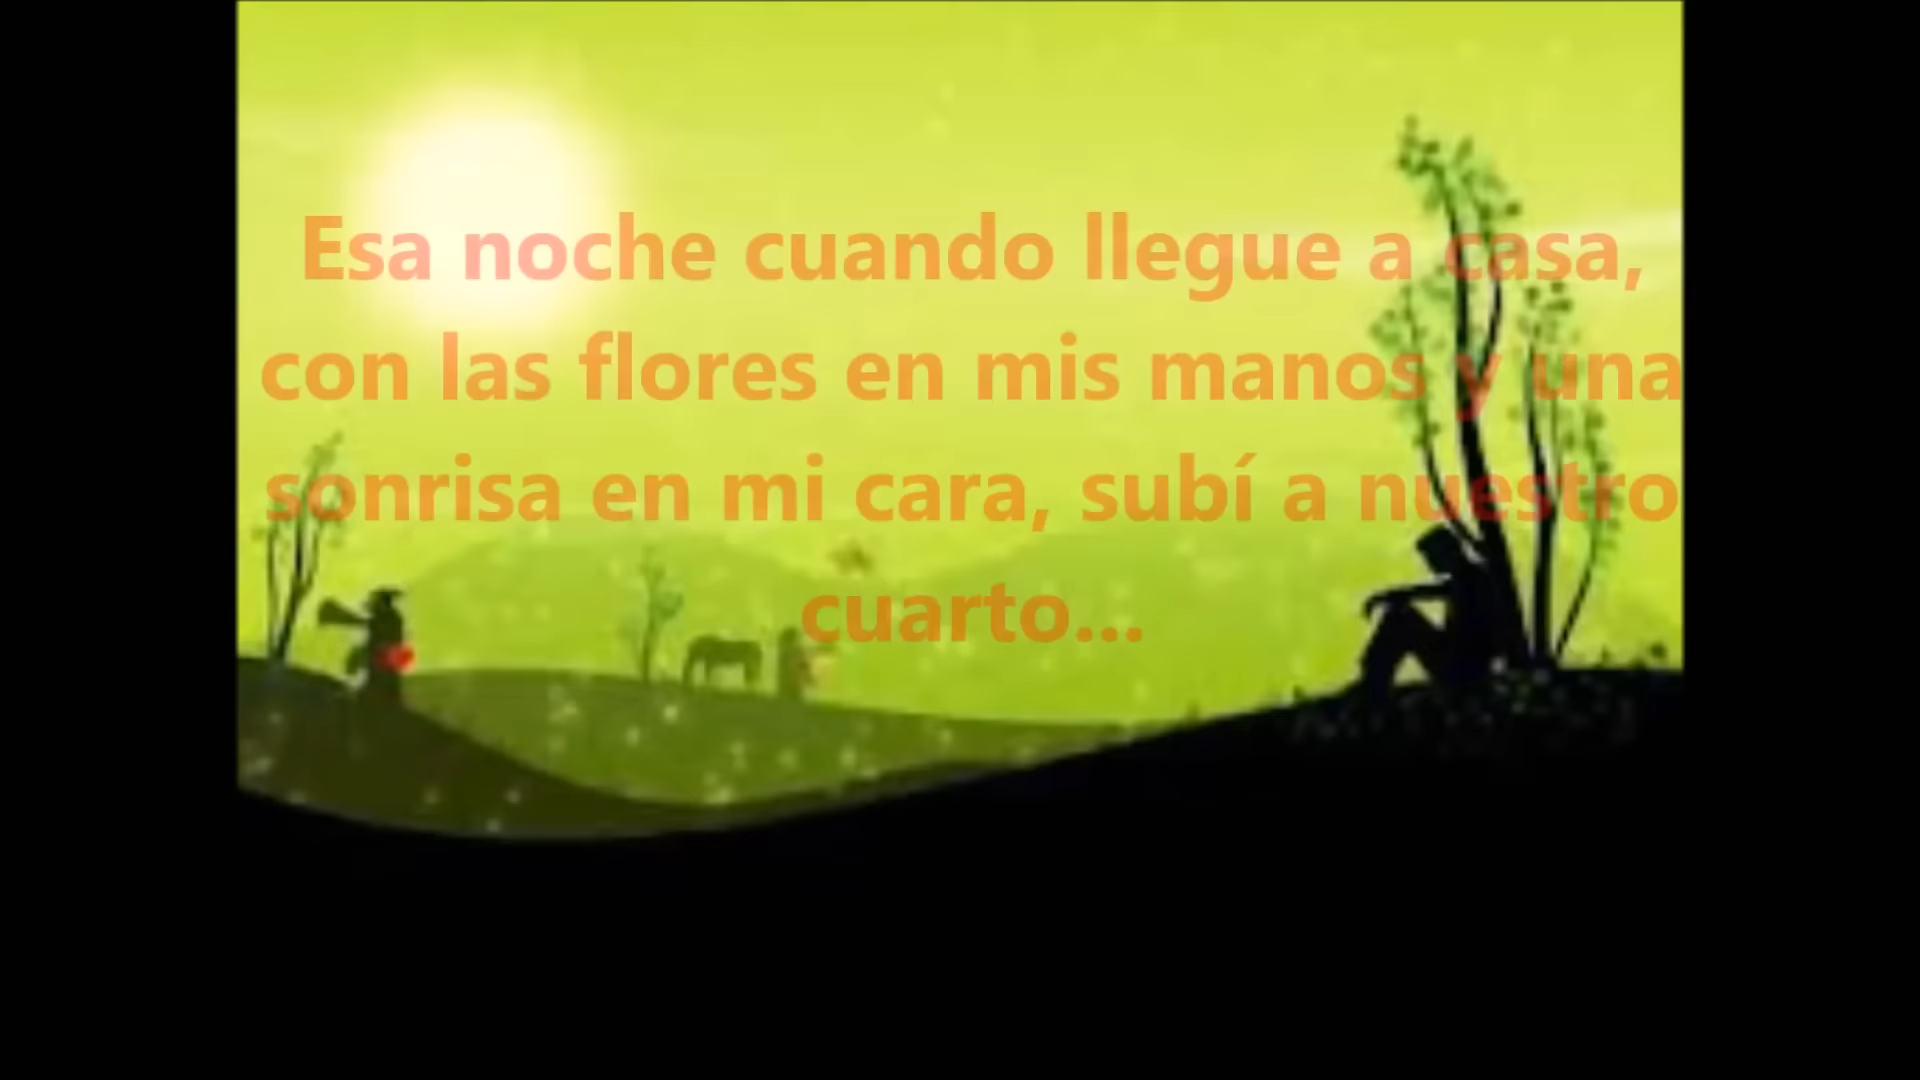 Esa noche cuando llegue a casa,
con las flores en mis manos y una
sonrisa en mi cara, subí a nuestro
cuarto...